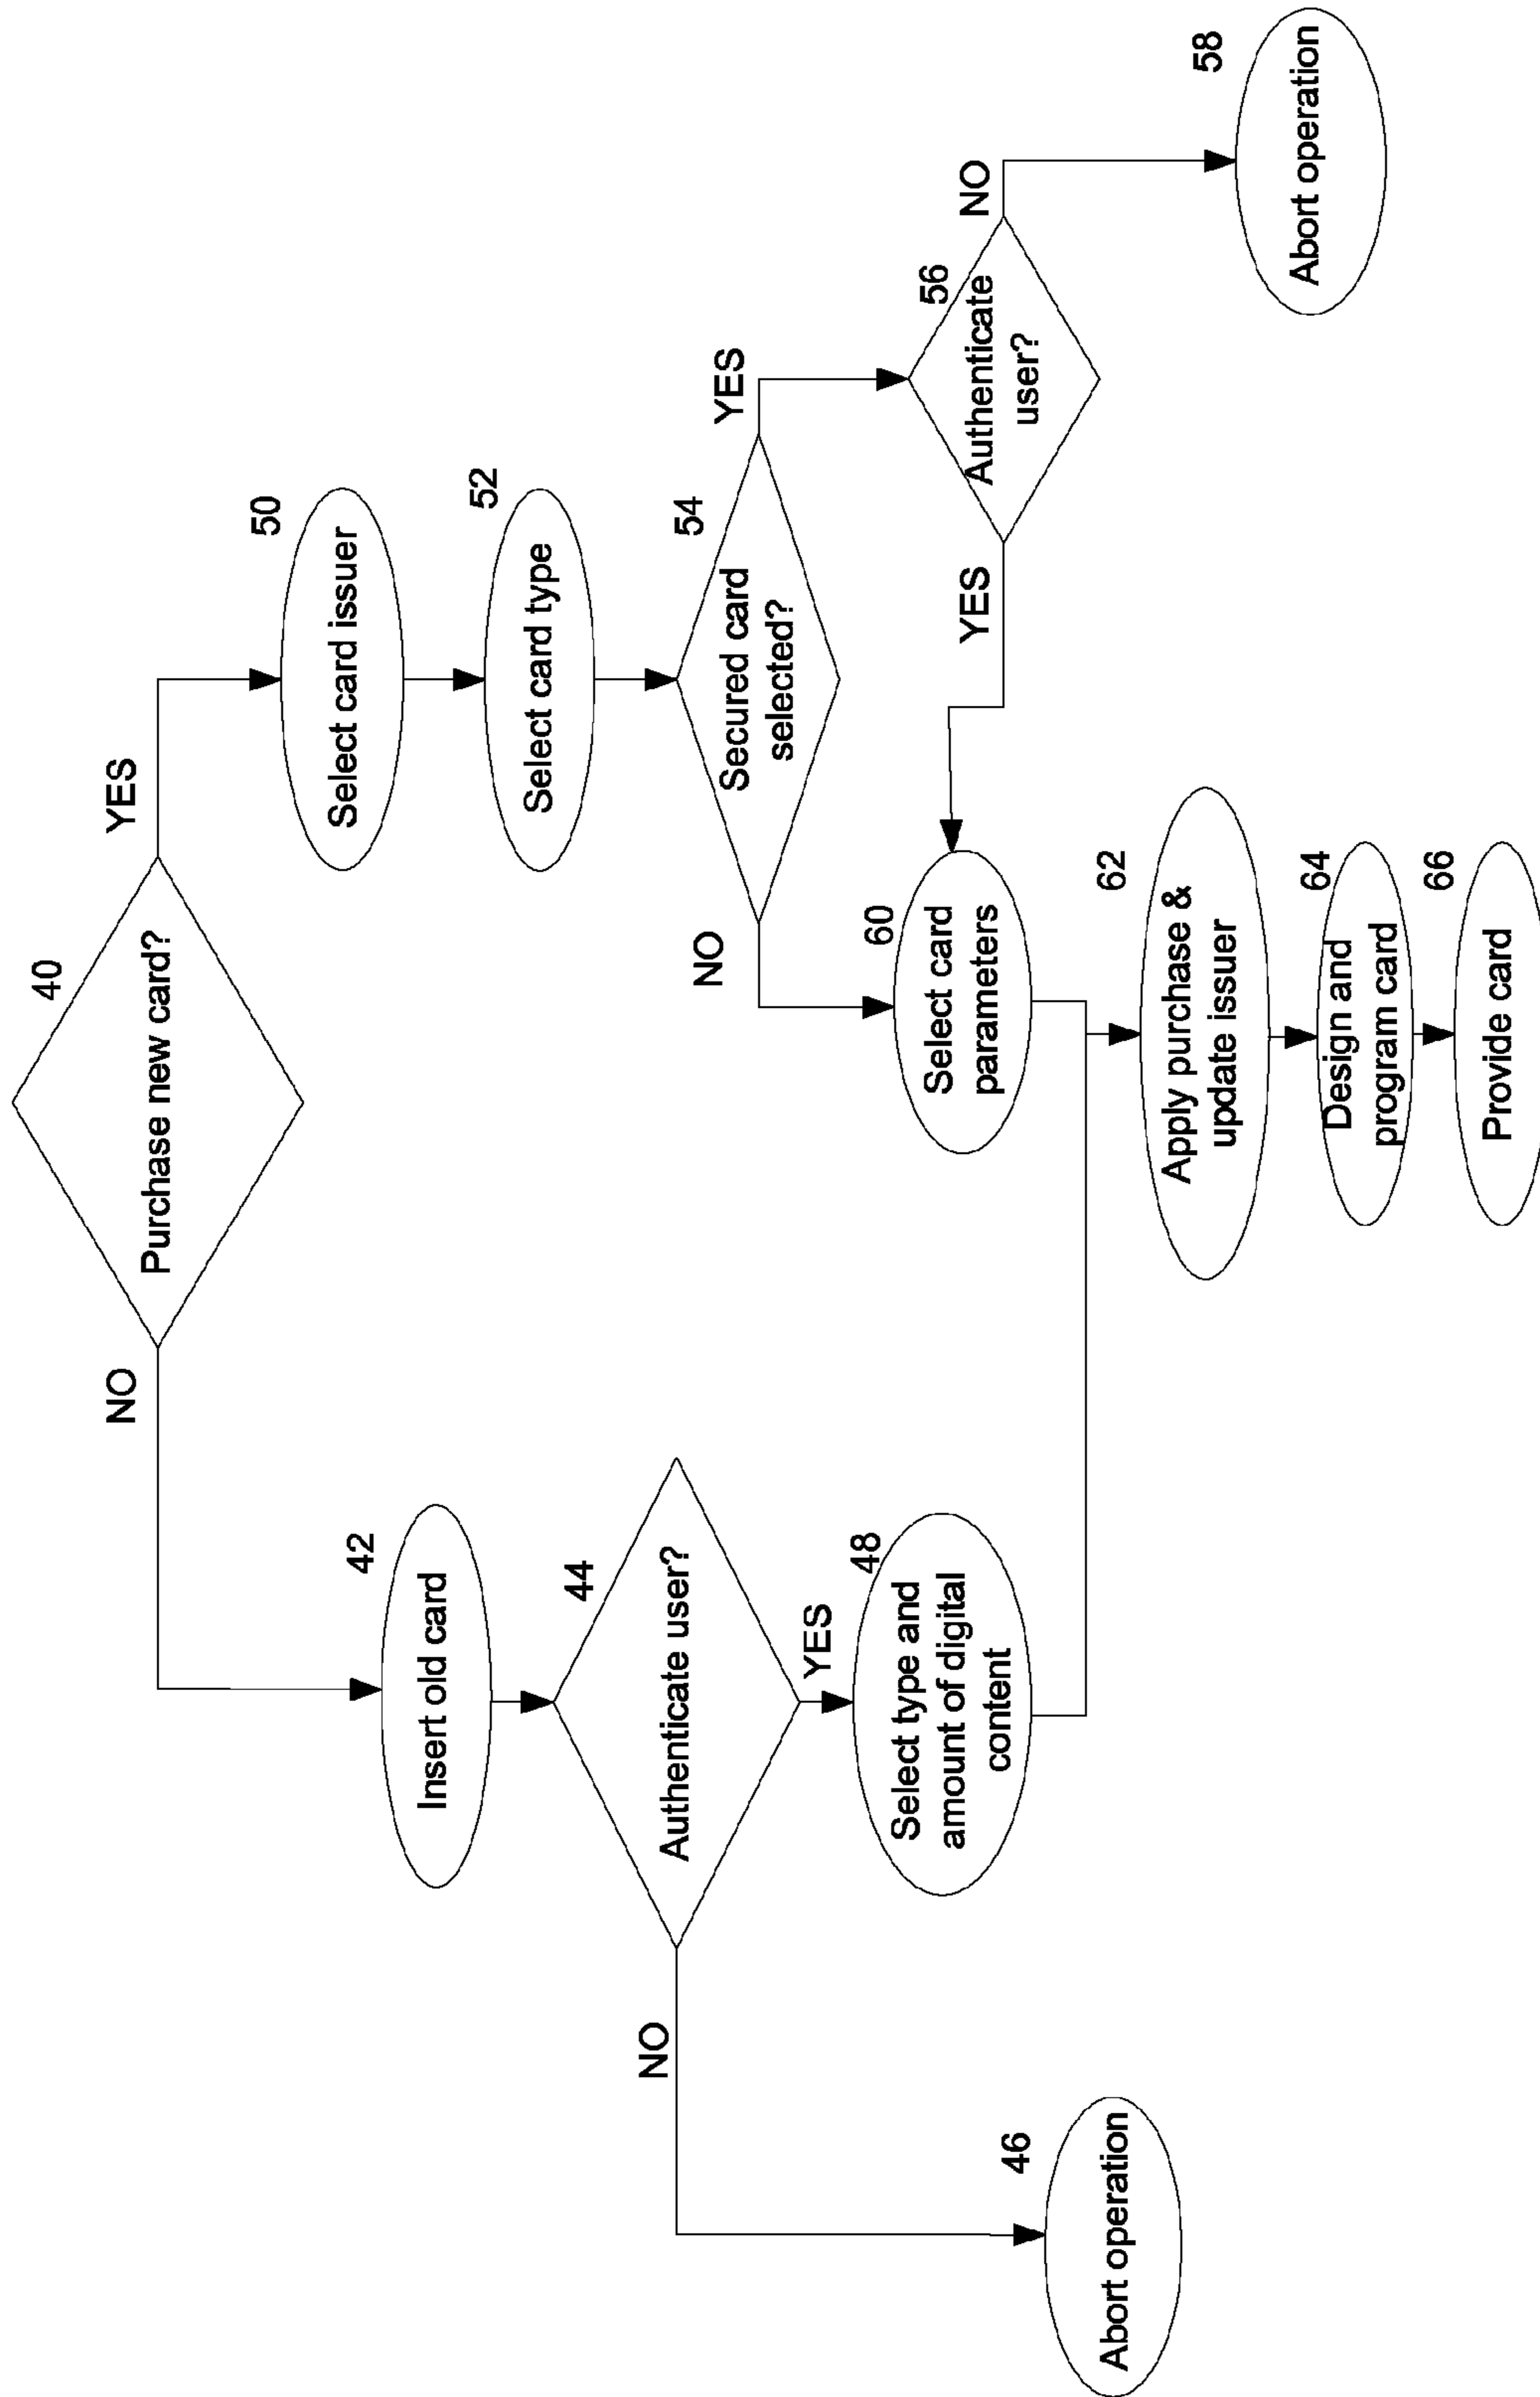 40
Purchase new card?
NO
YES
42
Insert old card
50
Select card issuer
44
Authenticate user?
52
Select card type
NO
YES
54
Secured card
selected?
NO
YES
46
Abort operation
48
Select type and
amount of digital
content
56
Authenticate
user?
YES
NO
60
Select card
parameters
58
Abort operation
62
Apply purchase &
update issuer
64
Design and
program card
66
Provide card